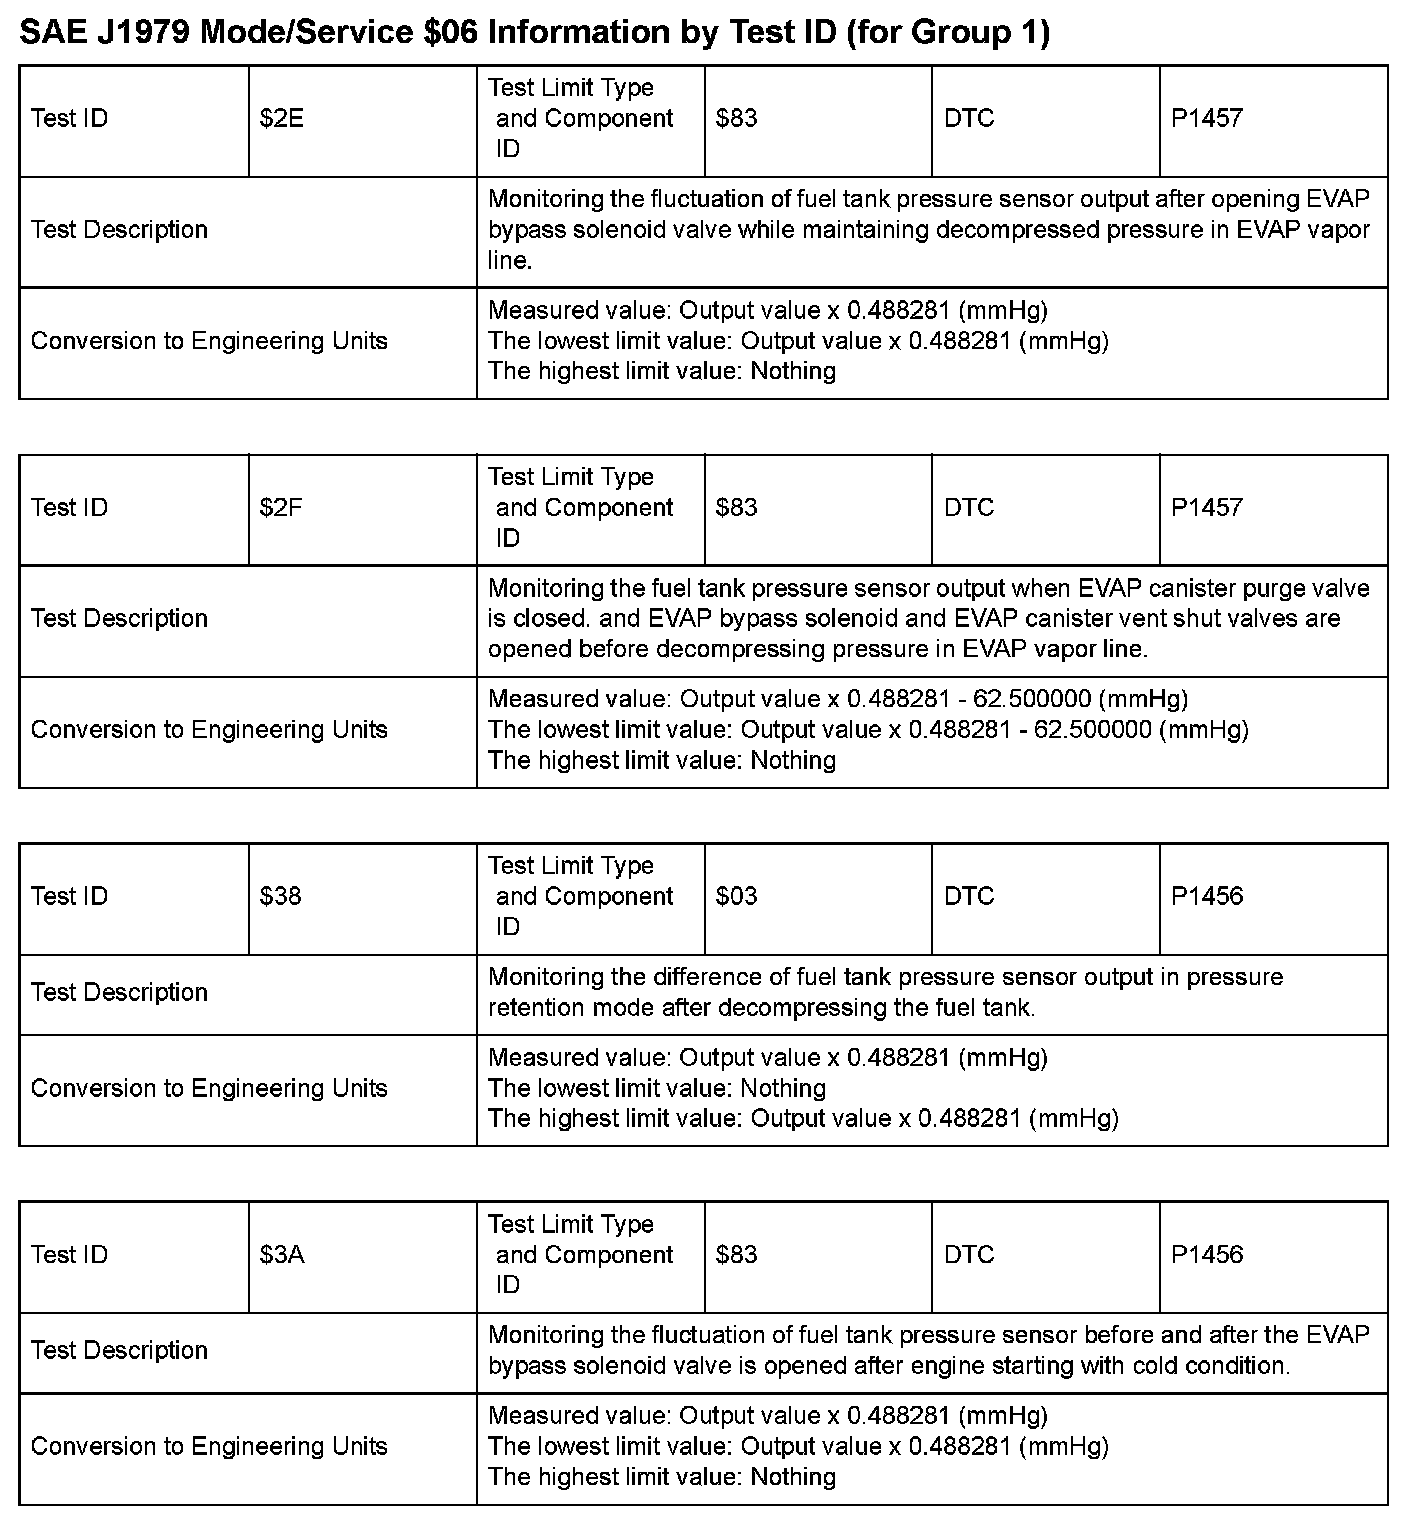 SAE J1979 Mode/Service $06 Information by Test ID (for Group 1)
Test ID
$2E
Test Limit Type
and Component
ID
$83
DTC
P1457
Test Description
Monitoring the fluctuation of fuel tank pressure sensor output after opening EVAP
bypass solenoid valve while maintaining decompressed pressure in EVAP vapor
line.
Conversion to Engineering Units
Measured value: Output value x 0.488281 (mmHg)
The lowest limit value: Output value x 0.488281 (mmHg)
The highest limit value: Nothing
Test ID
$2F
Test Limit Type
and Component
ID
$83
DTC
P1457
Test Description
Monitoring the fuel tank pressure sensor output when EVAP canister purge valve
is closed. and EVAP bypass solenoid and EVAP canister vent shut valves are
opened before decompressing pressure in EVAP vapor line.
Conversion to Engineering Units
Measured value: Output value x 0.488281 - 62.500000 (mmHg)
The lowest limit value: Output value x 0.488281 - 62.500000 (mmHg)
The highest limit value: Nothing
Test ID
$38
Test Limit Type
and Component
ID
$03
DTC
P1456
Test Description
Monitoring the difference of fuel tank pressure sensor output in pressure
retention mode after decompressing the fuel tank.
Conversion to Engineering Units
Measured value: Output value x 0.488281 (mmHg)
The lowest limit value: Nothing
The highest limit value: Output value x 0.488281 (mmHg)
Test ID
$3A
Test Limit Type
and Component
ID
$83
DTC
P1456
Test Description
Monitoring the fluctuation of fuel tank pressure sensor before and after the EVAP
bypass solenoid valve is opened after engine starting with cold condition.
Conversion to Engineering Units
Measured value: Output value x 0.488281 (mmHg)
The lowest limit value: Output value x 0.488281 (mmHg)
The highest limit value: Nothing